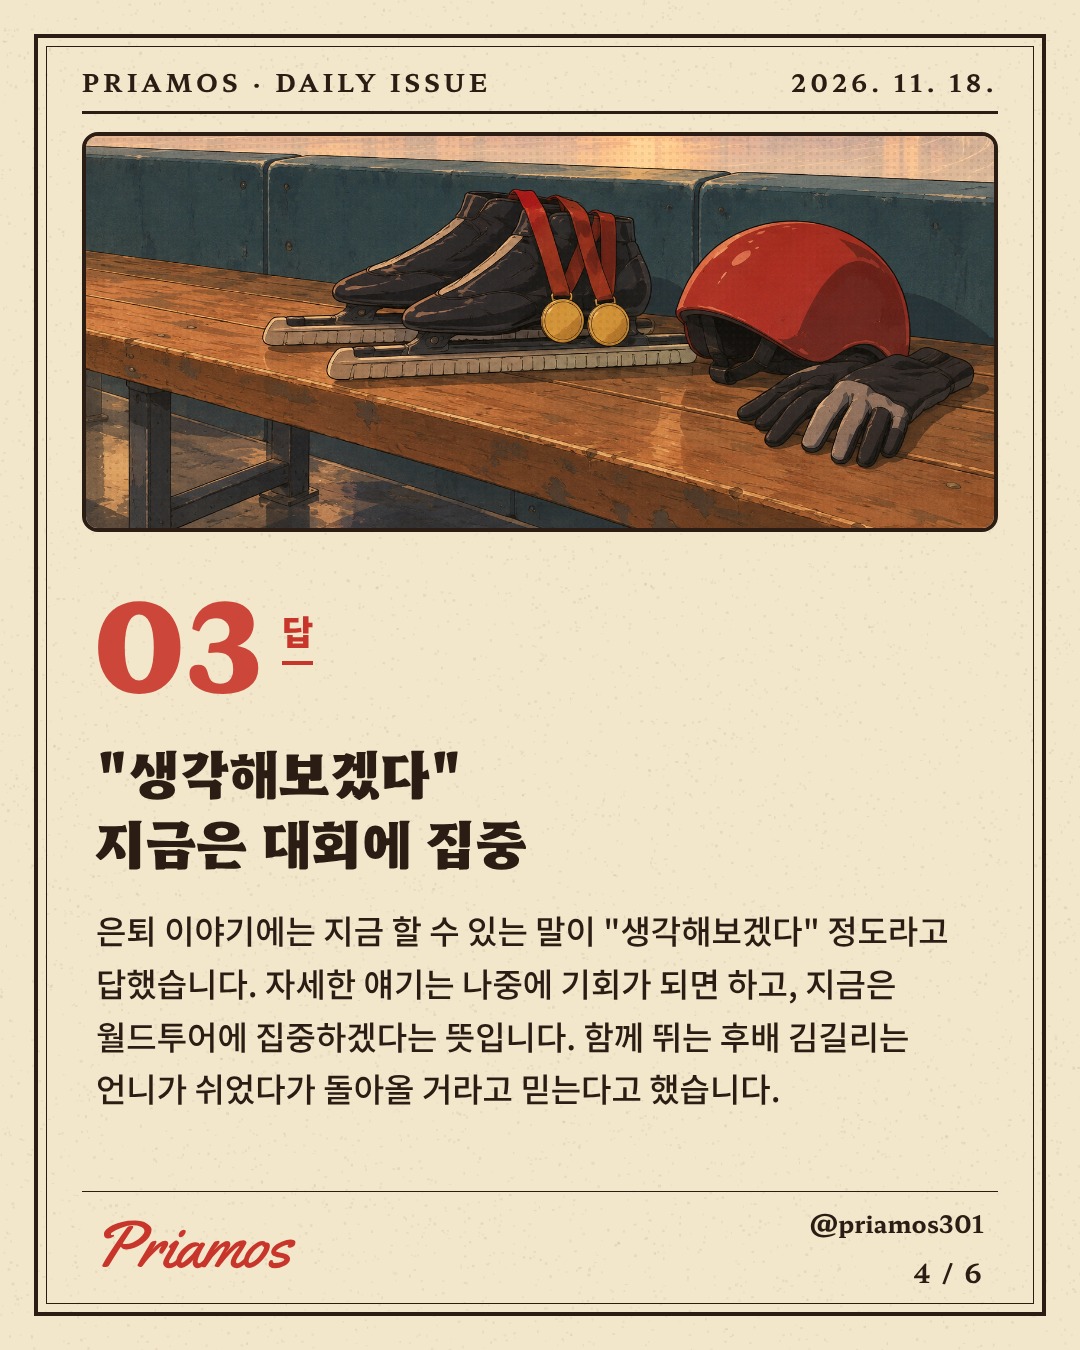 PRIAMOS · DAILY ISSUE
2026. 11. 18.
03 답
"생각해보겠다"
지금은 대회에 집중
은퇴 이야기에는 지금 할 수 있는 말이 "생각해보겠다" 정도라고
답했습니다. 자세한 얘기는 나중에 기회가 되면 하고, 지금은
월드투어에 집중하겠다는 뜻입니다. 함께 뛰는 후배 김길리는
언니가 쉬었다가 돌아올 거라고 믿는다고 했습니다.
Priamos
@priamos301
4 / 6